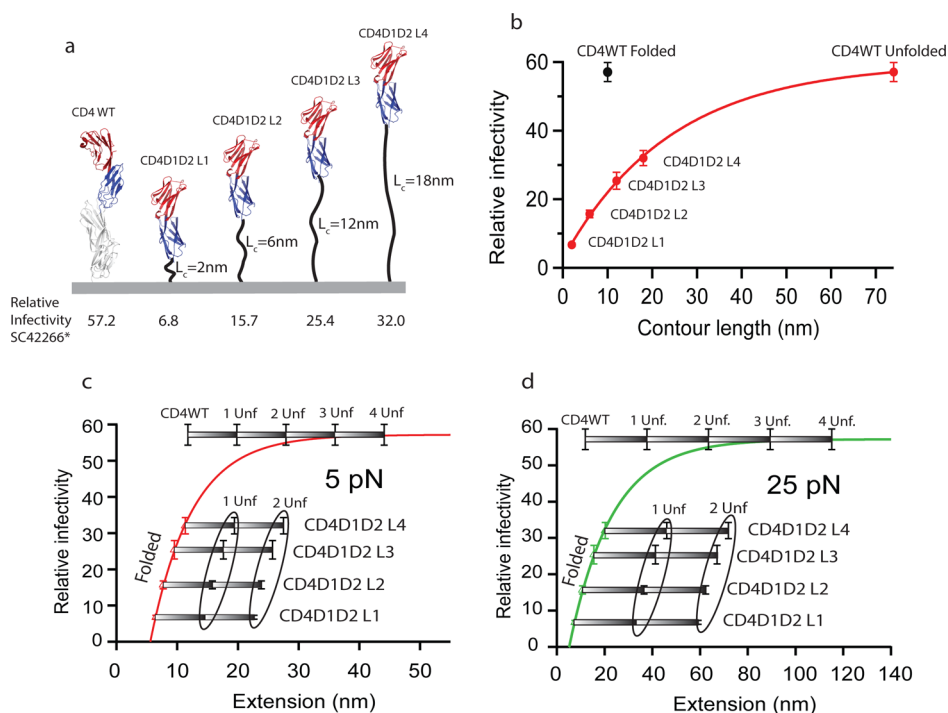 a
CD4 WT
CD4D1D2 L1
CD4D1D2 L2
CD4D1D2 L3
CD4D1D2 L4
Lc=2nm
Lc=6nm
Lc=12nm
Lc=18nm
Relative
Infectivity
SC42266*
57.2 6.8 15.7 25.4 32.0
b
CD4WT Folded
CD4WT Unfolded
CD4D1D2 L4
CD4D1D2 L3
CD4D1D2 L2
CD4D1D2 L1
Relative infectivity
60
40
20
0
0 10 20 30 40 50 60 70
Contour length (nm)
c
CD4WT 1 Unf 2 Unf 3 Unf 4 Unf
5 pN
1 Unf
2 Unf
Folded
CD4D1D2 L4
CD4D1D2 L3
CD4D1D2 L2
CD4D1D2 L1
Relative infectivity
60
50
40
30
20
10
0
0 10 20 30 40 50
Extension (nm)
d
CD4WT 1 Unf. 2 Unf. 3 Unf. 4 Unf.
25 pN
1 Unf
2 Unf
Folded
CD4D1D2 L4
CD4D1D2 L3
CD4D1D2 L2
CD4D1D2 L1
Relative infectivity
60
50
40
30
20
10
0
0 20 40 60 80 100 120 140
Extension (nm)